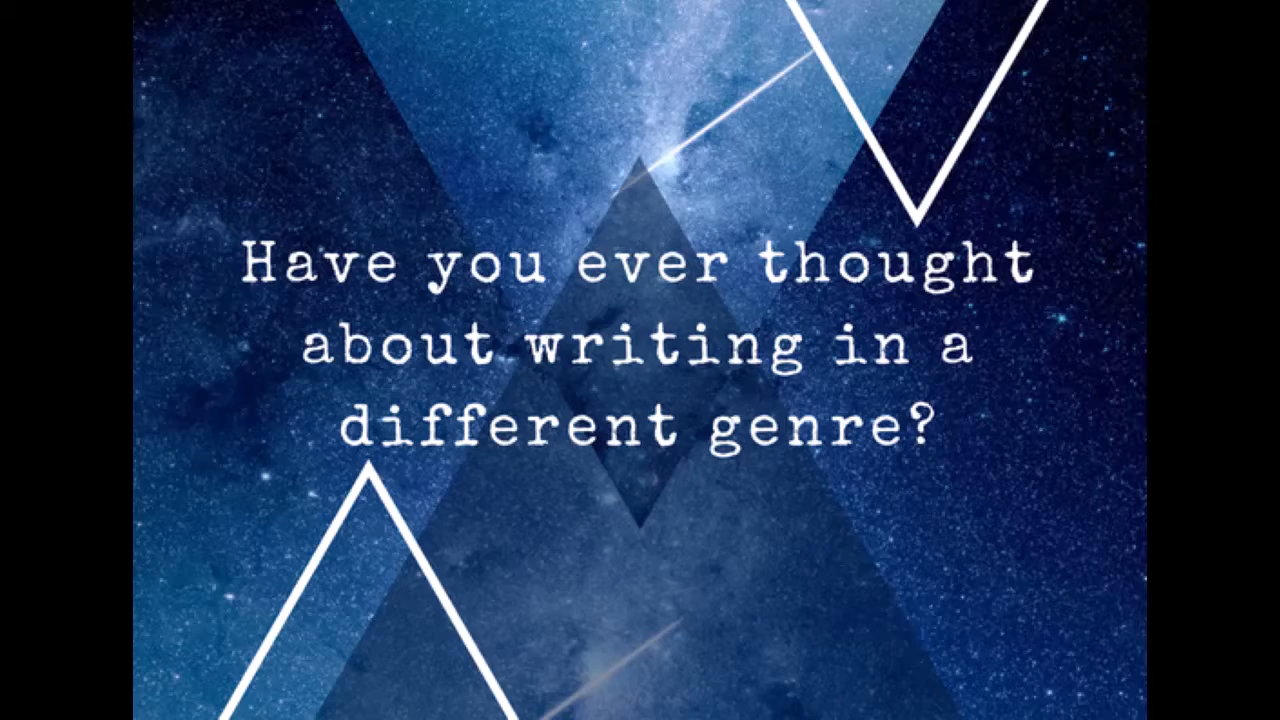 Have you ever thought
about writing in a
different genre?